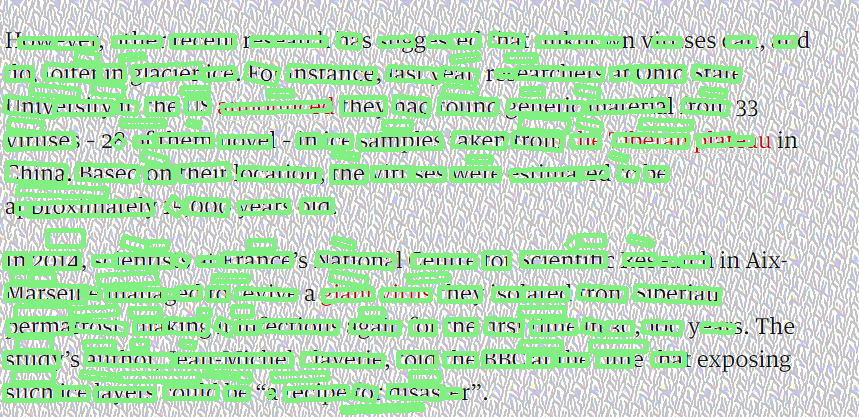 However, other recent research has suggested that unknown viruses can, and
do, loiter in glacier ice. For instance, last year researchers at Ohio State
University in the US announced they had found genetic material from 33
viruses - 28 of them novel - in ice samples taken from the Tibetan plateau in
China. Based on their location, the viruses were estimated to be
approximately 15,000 years old.
In 2014, scientists at France's National Centre for Scientific Research in Aix-
Marseille managed to revive a giant virus they isolated from Siberian
permafrost, making it infectious again for the first time in 30,000 years. The
study's author, Jean-Michel Claverie, told the BBC at the time that exposing
such ice layers could be "a recipe for disaster".